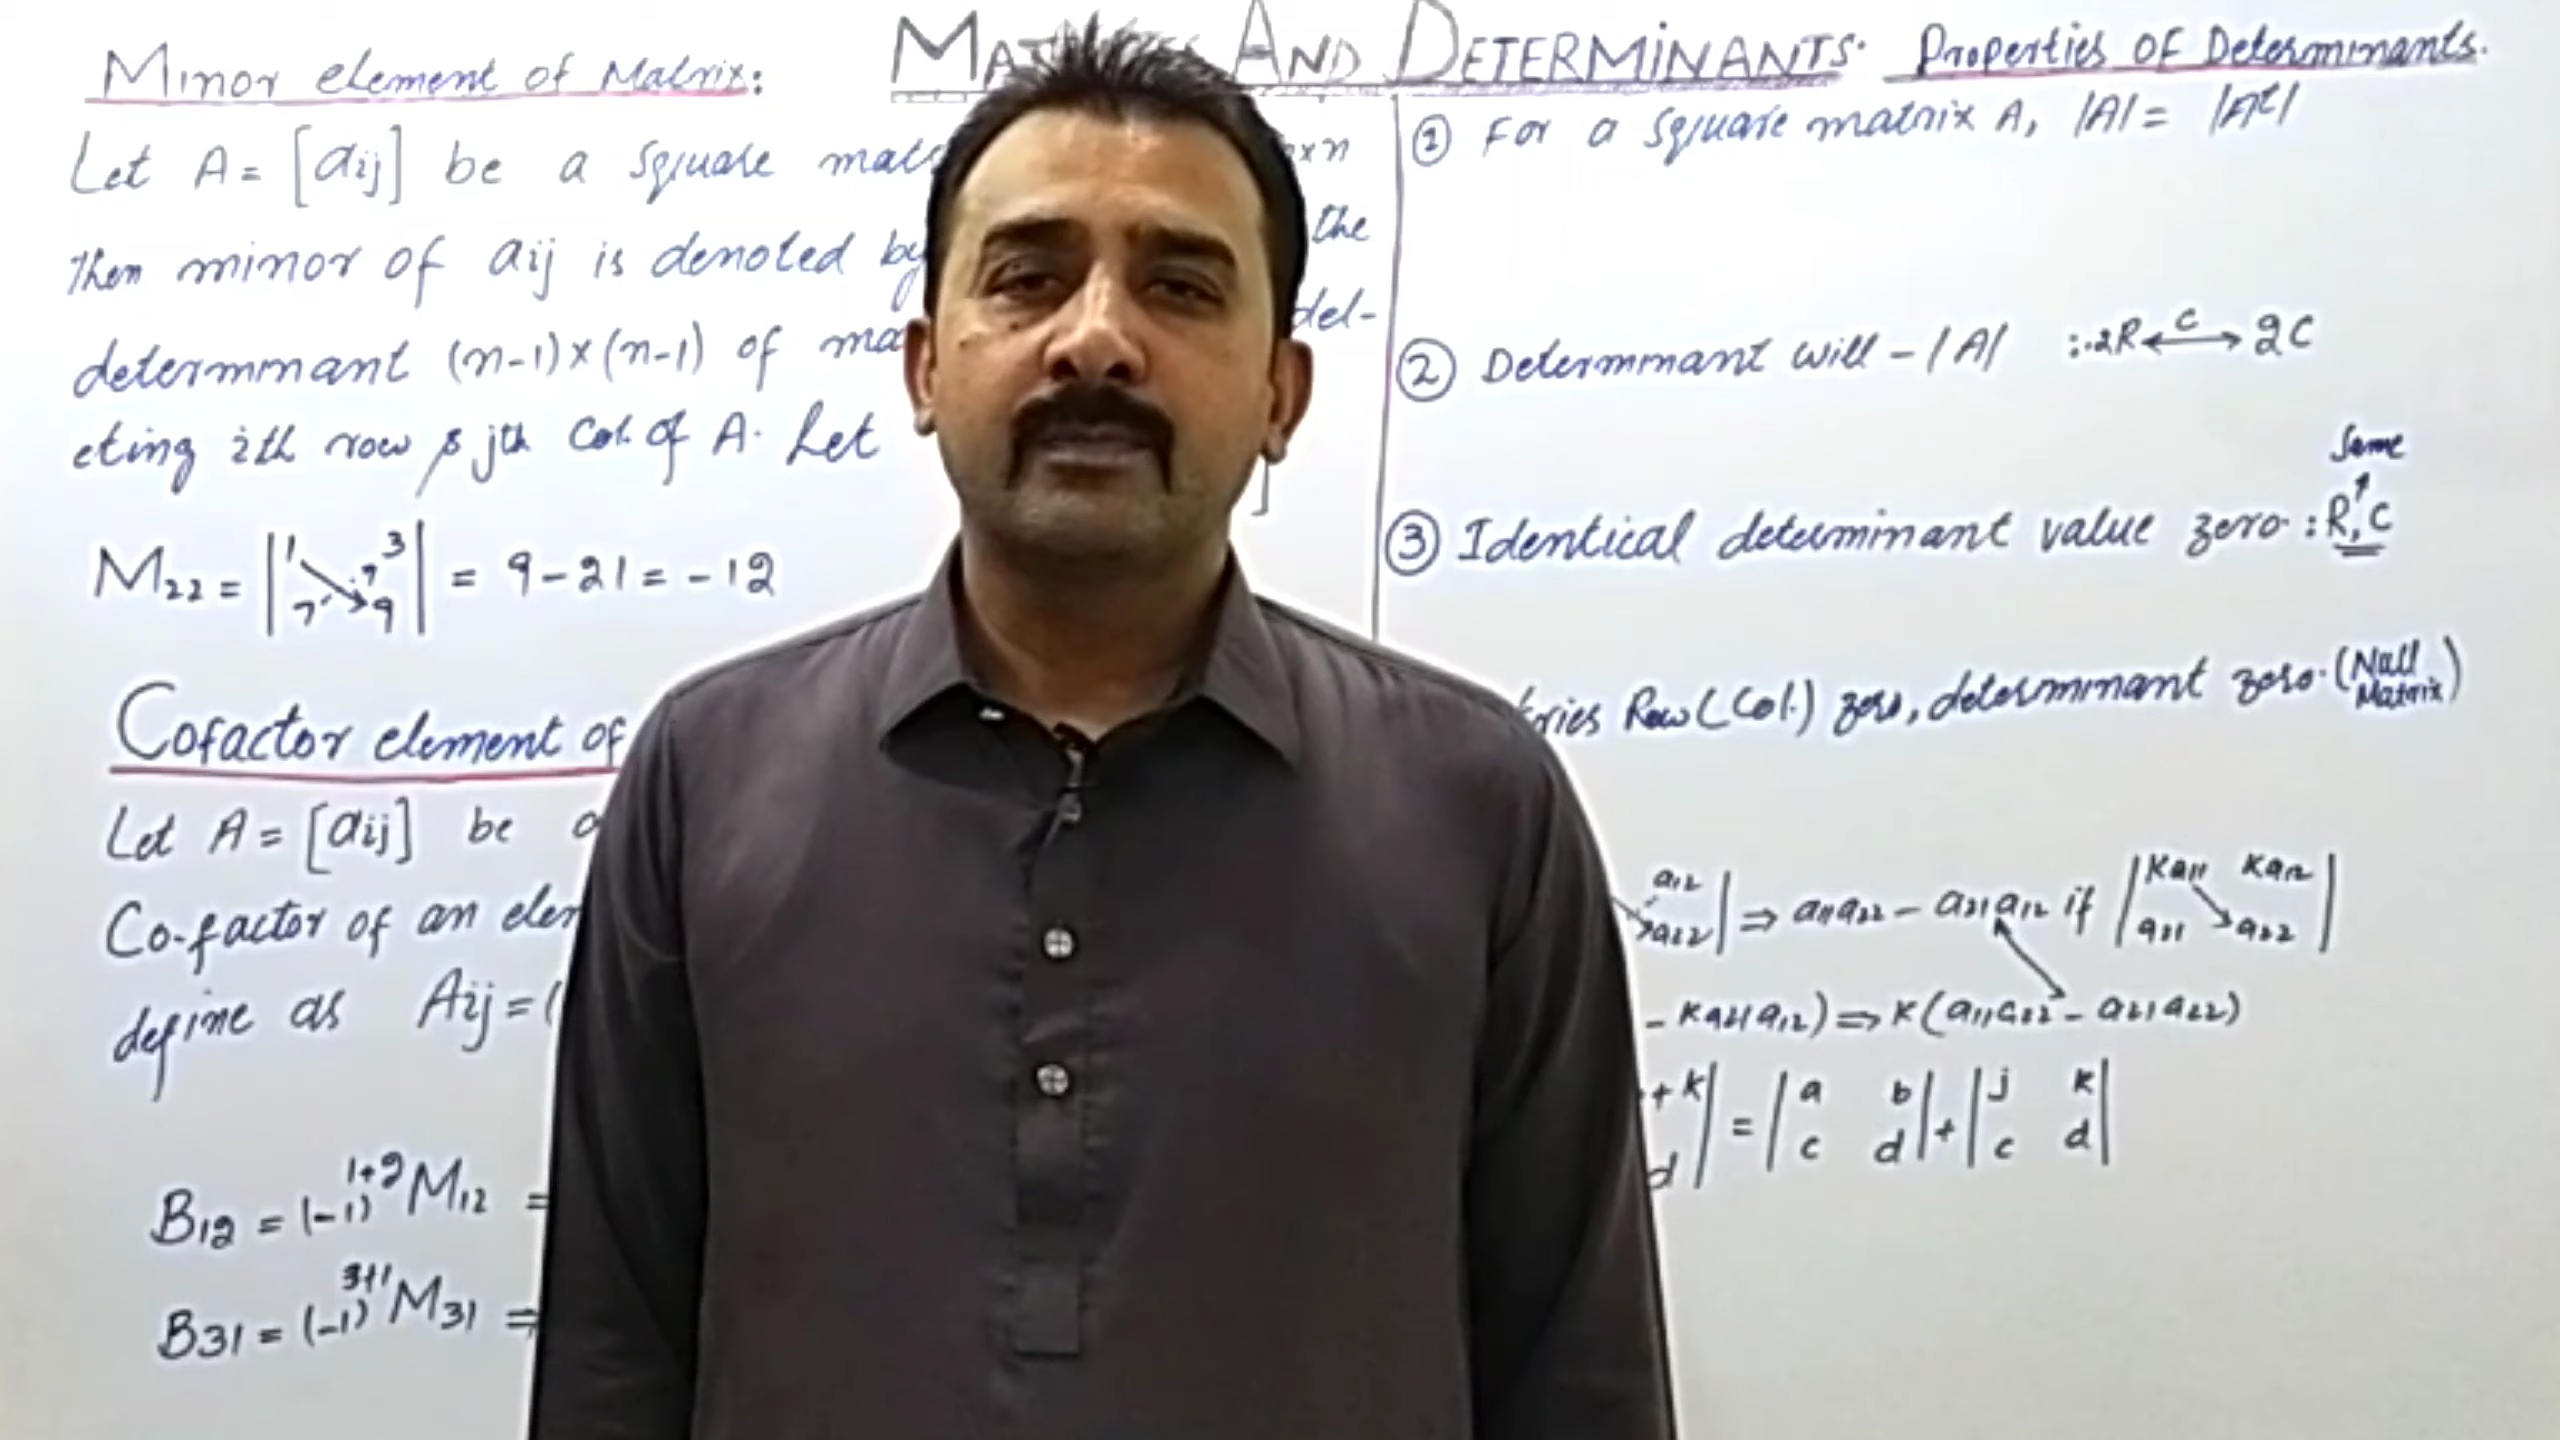 Minor element of Matrix:
Let A = [aij] be a square
then minor of aij is denoted by
determinant (n-1)×(n-1) of
eting ith row & jth Col. of A. Let
M22 = |1 3
7 9| = 9-21 = -12
Cofactor element of
Let A = [aij] be a
Co-factor of an
define as Aij = (
B12 = (-1)1+2 M12 =
B31 = (-1)3+1 M31 ⇒
AND DETERMINANTS.
×n
the
del-
Properties OF Determinants.
① For a square matrix A, |A| = |At|
② Determinant will -|A| :·2R ←C→ 2C
③ Identical determinant value zero : R,C
Same
Row (Col.) zero, determinant zero. (Null Matrix)
a12
a22| ⇒ a11a22 - a21a12 if |Ka11 Ka12
a21 a22|
- Ka21a12) ⇒ K(a11a22 - a21a22)
+k
d| = |a b
c d| + |j k
c d|